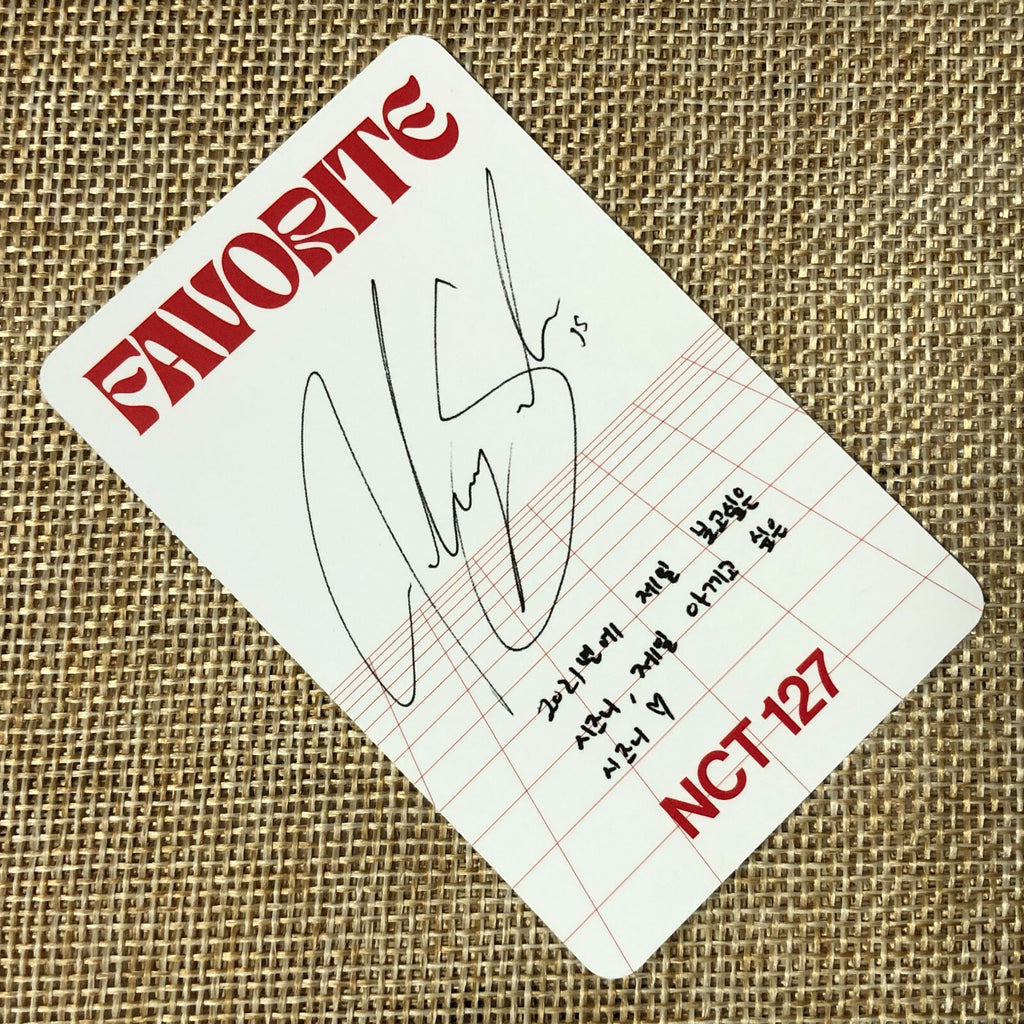 FAVORITE
JS
2021년에 제일 보고싶은
시즈니, 제일 아끼고 싶은
시즈니 ♡
NCT 127